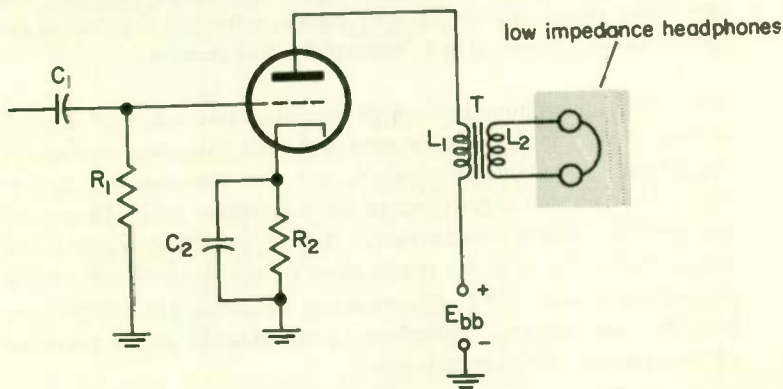 low impedance headphones
C1
T
L1
L2
R1
C2
R2
+
Ebb
-